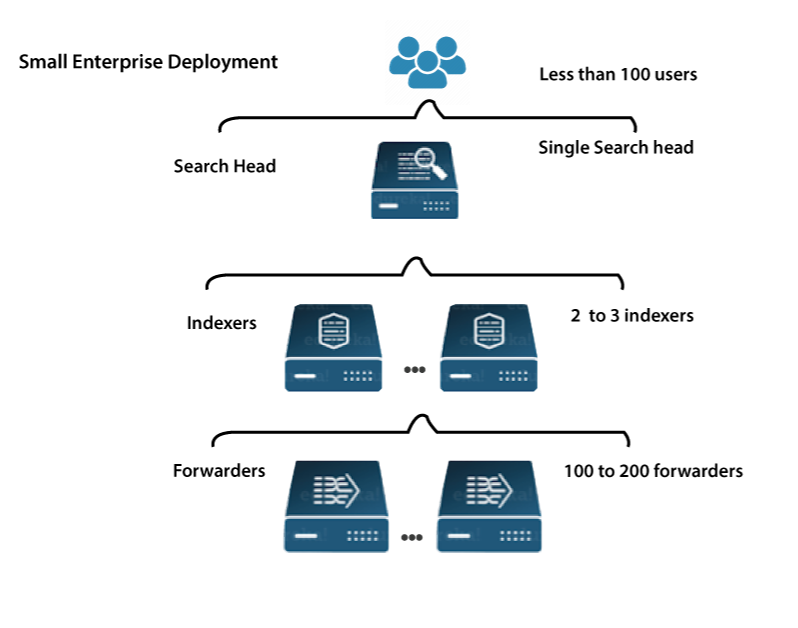 Small Enterprise Deployment
Less than 100 users
Search Head
Single Search head
Indexers
2 to 3 indexers
Forwarders
100 to 200 forwarders